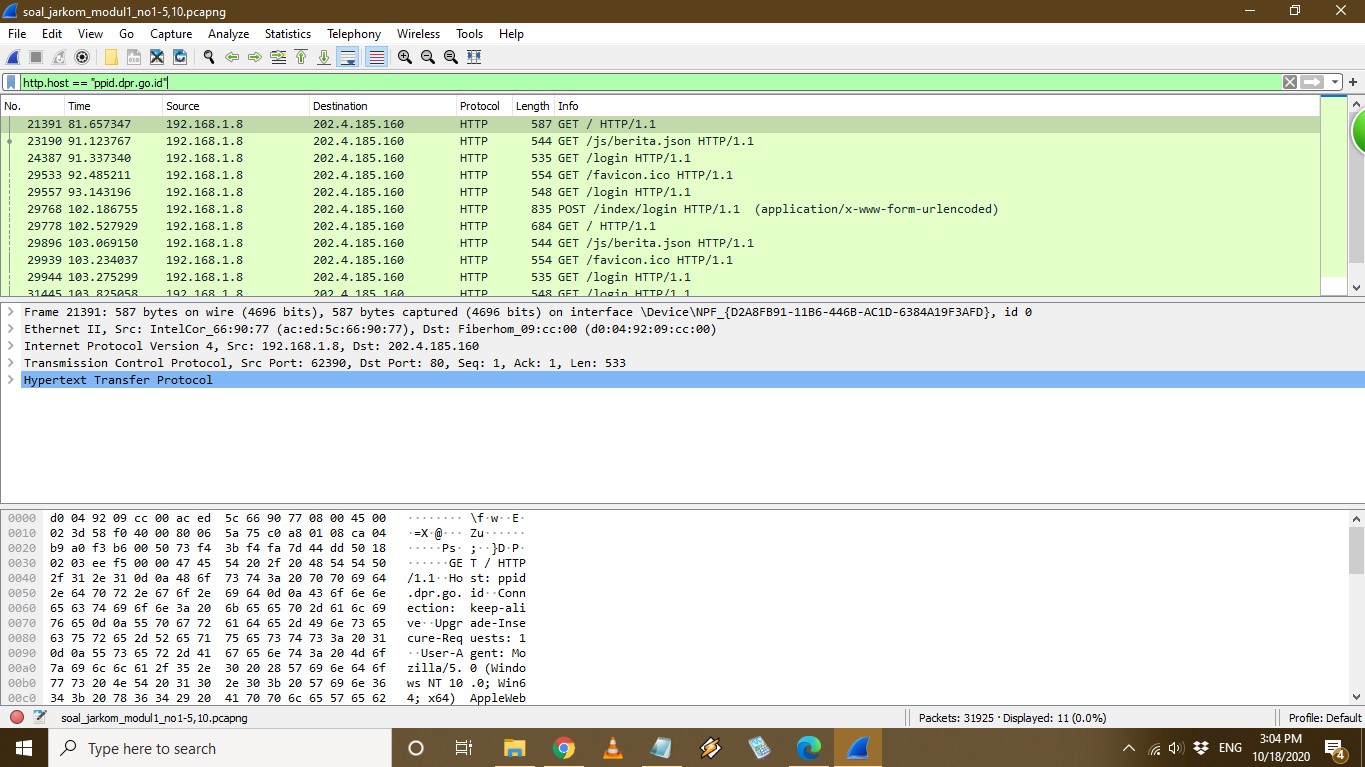 soal_jarkom_modul1_no1-5,10.pcapng
File Edit View Go Capture Analyze Statistics Telephony Wireless Tools Help
http.host == "ppid.dpr.go.id"
No. Time Source Destination Protocol Length Info
21391 81.657347 192.168.1.8 202.4.185.160 HTTP 587 GET / HTTP/1.1
23190 91.123767 192.168.1.8 202.4.185.160 HTTP 544 GET /js/berita.json HTTP/1.1
24387 91.337340 192.168.1.8 202.4.185.160 HTTP 535 GET /login HTTP/1.1
29533 92.485211 192.168.1.8 202.4.185.160 HTTP 554 GET /favicon.ico HTTP/1.1
29557 93.143196 192.168.1.8 202.4.185.160 HTTP 548 GET /login HTTP/1.1
29768 102.186755 192.168.1.8 202.4.185.160 HTTP 835 POST /index/login HTTP/1.1 (application/x-www-form-urlencoded)
29778 102.527929 192.168.1.8 202.4.185.160 HTTP 684 GET / HTTP/1.1
29896 103.069150 192.168.1.8 202.4.185.160 HTTP 544 GET /js/berita.json HTTP/1.1
29939 103.234037 192.168.1.8 202.4.185.160 HTTP 554 GET /favicon.ico HTTP/1.1
29944 103.275299 192.168.1.8 202.4.185.160 HTTP 535 GET /login HTTP/1.1
31445 103.825058 192.168.1.8 202.4.185.160 HTTP 548 GET /login HTTP/1.1
Frame 21391: 587 bytes on wire (4696 bits), 587 bytes captured (4696 bits) on interface \Device\NPF_{D2A8FB91-11B6-446B-AC1D-6384A19F3AFD}, id 0
Ethernet II, Src: IntelCor_66:90:77 (ac:ed:5c:66:90:77), Dst: Fiberhom_09:cc:00 (d0:04:92:09:cc:00)
Internet Protocol Version 4, Src: 192.168.1.8, Dst: 202.4.185.160
Transmission Control Protocol, Src Port: 62390, Dst Port: 80, Seq: 1, Ack: 1, Len: 533
Hypertext Transfer Protocol
0000 d0 04 92 09 cc 00 ac ed 5c 66 90 77 08 00 45 00 ········ \f·w··E·
0010 02 3d 58 f0 40 00 80 06 5a 75 c0 a8 01 08 ca 04 ·=X·@··· Zu······
0020 b9 a0 f3 b6 00 50 73 f4 3b f4 fa 7d 44 dd 50 18 ·····Ps· ;··}D·P·
0030 02 03 ee f5 00 00 47 45 54 20 2f 20 48 54 54 50 ······GE T / HTTP
0040 2f 31 2e 31 0d 0a 48 6f 73 74 3a 20 70 70 69 64 /1.1··Ho st: ppid
0050 2e 64 70 72 2e 67 6f 2e 69 64 0d 0a 43 6f 6e 6e .dpr.go. id··Conn
0060 65 63 74 69 6f 6e 3a 20 6b 65 65 70 2d 61 6c 69 ection: keep-ali
0070 76 65 0d 0a 55 70 67 72 61 64 65 2d 49 6e 73 65 ve··Upgr ade-Inse
0080 63 75 72 65 2d 52 65 71 75 65 73 74 73 3a 20 31 cure-Req uests: 1
0090 0d 0a 55 73 65 72 2d 41 67 65 6e 74 3a 20 4d 6f ··User-A gent: Mo
00a0 7a 69 6c 6c 61 2f 35 2e 30 20 28 57 69 6e 64 6f zilla/5. 0 (Windo
00b0 77 73 20 4e 54 20 31 30 2e 30 3b 20 57 69 6e 36 ws NT 10 .0; Win6
00c0 34 3b 20 78 36 34 29 20 41 70 70 6c 65 57 65 62 4; x64) AppleWeb
soal_jarkom_modul1_no1-5,10.pcapng Packets: 31925 · Displayed: 11 (0.0%) Profile: Default
Type here to search ENG 3:04 PM
10/18/2020 4